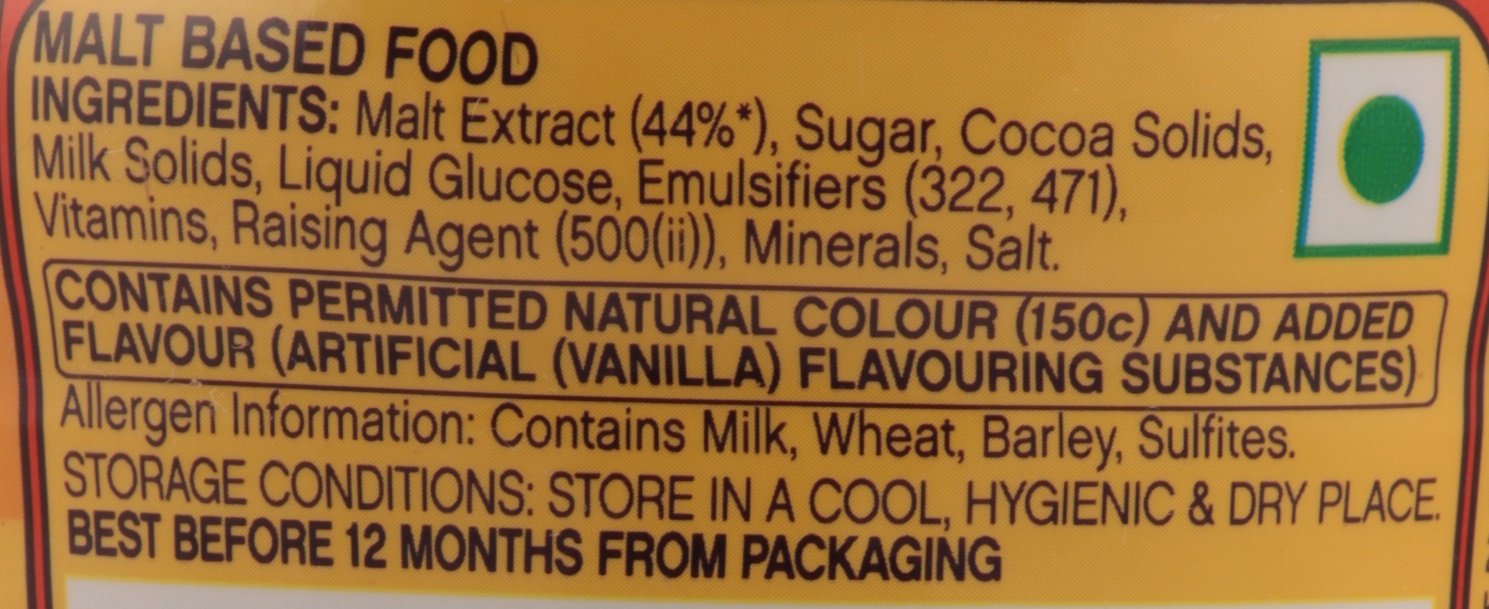 MALT BASED FOOD
INGREDIENTS: Malt Extract (44%*), Sugar, Cocoa Solids,
Milk Solids, Liquid Glucose, Emulsifiers (322, 471),
Vitamins, Raising Agent (500(ii)), Minerals, Salt.
CONTAINS PERMITTED NATURAL COLOUR (150c) AND ADDED
FLAVOUR (ARTIFICIAL (VANILLA) FLAVOURING SUBSTANCES)
Allergen Information: Contains Milk, Wheat, Barley, Sulfites.
STORAGE CONDITIONS: STORE IN A COOL, HYGIENIC & DRY PLACE.
BEST BEFORE 12 MONTHS FROM PACKAGING